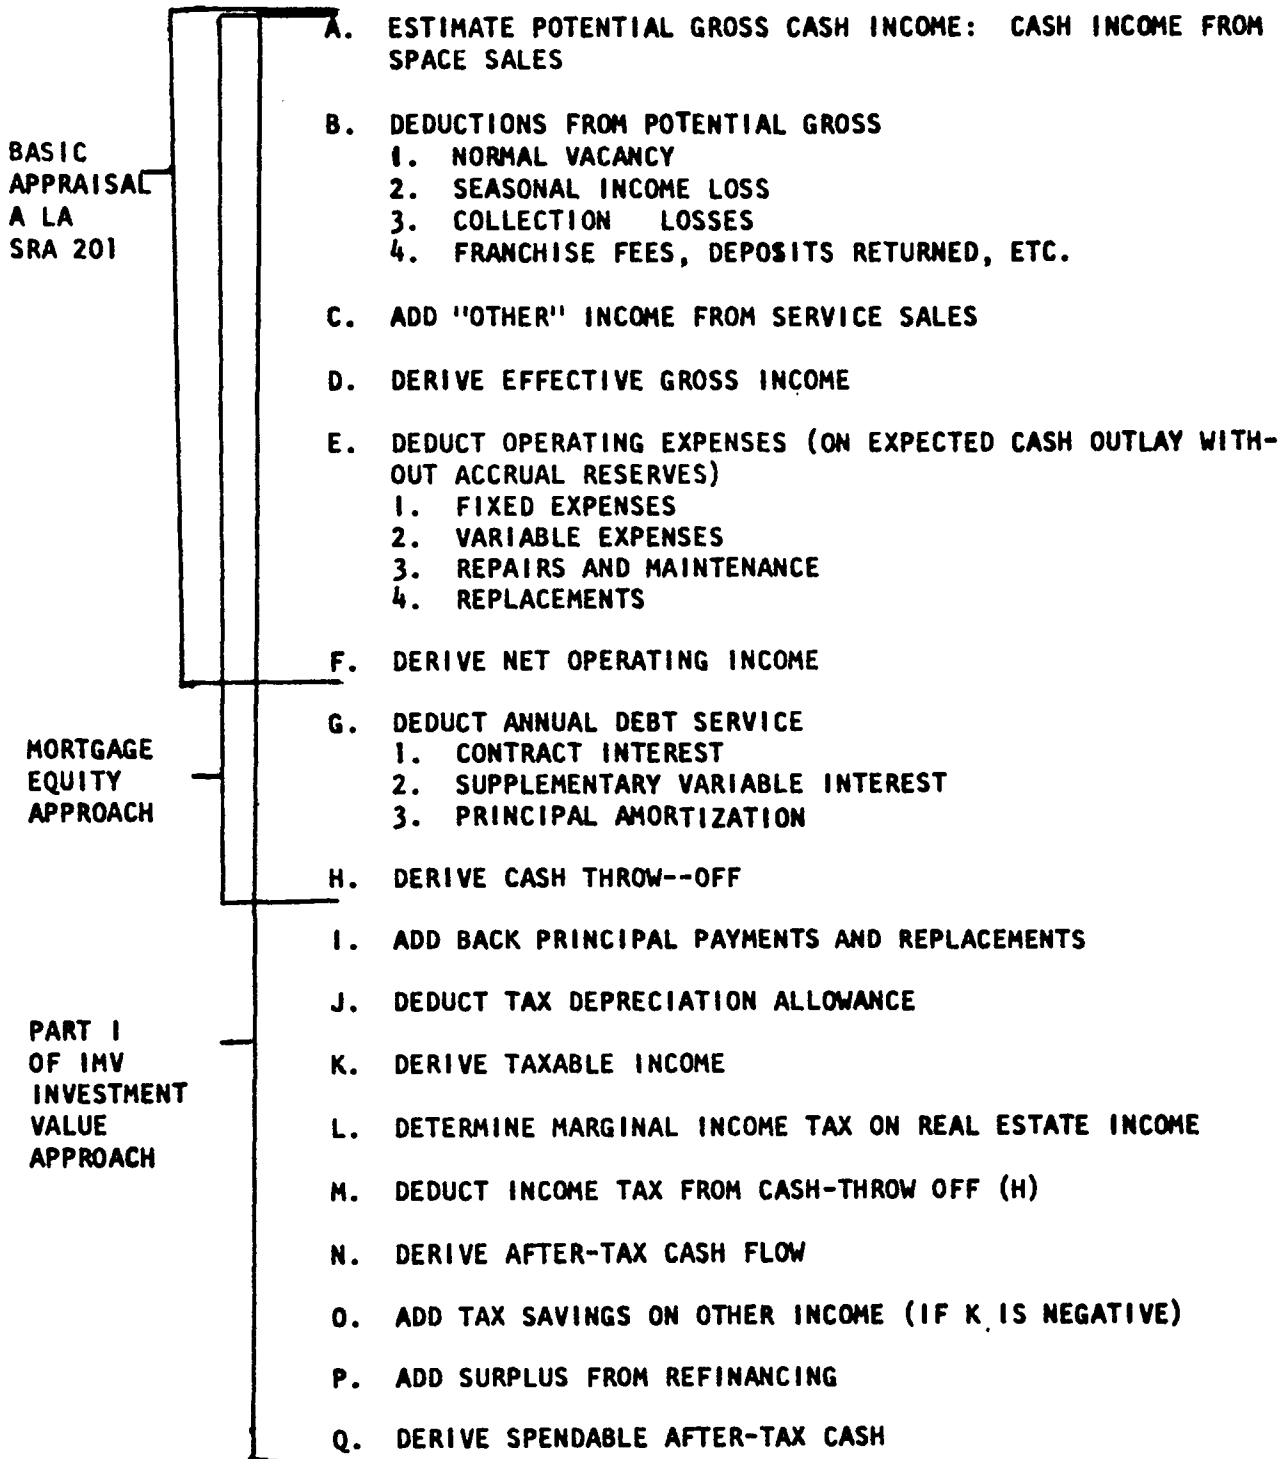 A. ESTIMATE POTENTIAL GROSS CASH INCOME: CASH INCOME FROM
SPACE SALES
B. DEDUCTIONS FROM POTENTIAL GROSS
1. NORMAL VACANCY
2. SEASONAL INCOME LOSS
3. COLLECTION LOSSES
4. FRANCHISE FEES, DEPOSITS RETURNED, ETC.
BASIC
APPRAISAL
A LA
SRA 201
C. ADD "OTHER" INCOME FROM SERVICE SALES
D. DERIVE EFFECTIVE GROSS INCOME
E. DEDUCT OPERATING EXPENSES (ON EXPECTED CASH OUTLAY WITH-
OUT ACCRUAL RESERVES)
1. FIXED EXPENSES
2. VARIABLE EXPENSES
3. REPAIRS AND MAINTENANCE
4. REPLACEMENTS
F. DERIVE NET OPERATING INCOME
G. DEDUCT ANNUAL DEBT SERVICE
1. CONTRACT INTEREST
2. SUPPLEMENTARY VARIABLE INTEREST
3. PRINCIPAL AMORTIZATION
MORTGAGE
EQUITY
APPROACH
H. DERIVE CASH THROW--OFF
I. ADD BACK PRINCIPAL PAYMENTS AND REPLACEMENTS
J. DEDUCT TAX DEPRECIATION ALLOWANCE
PART I
OF IMV
INVESTMENT
VALUE
APPROACH
K. DERIVE TAXABLE INCOME
L. DETERMINE MARGINAL INCOME TAX ON REAL ESTATE INCOME
M. DEDUCT INCOME TAX FROM CASH-THROW OFF (H)
N. DERIVE AFTER-TAX CASH FLOW
O. ADD TAX SAVINGS ON OTHER INCOME (IF K IS NEGATIVE)
P. ADD SURPLUS FROM REFINANCING
Q. DERIVE SPENDABLE AFTER-TAX CASH